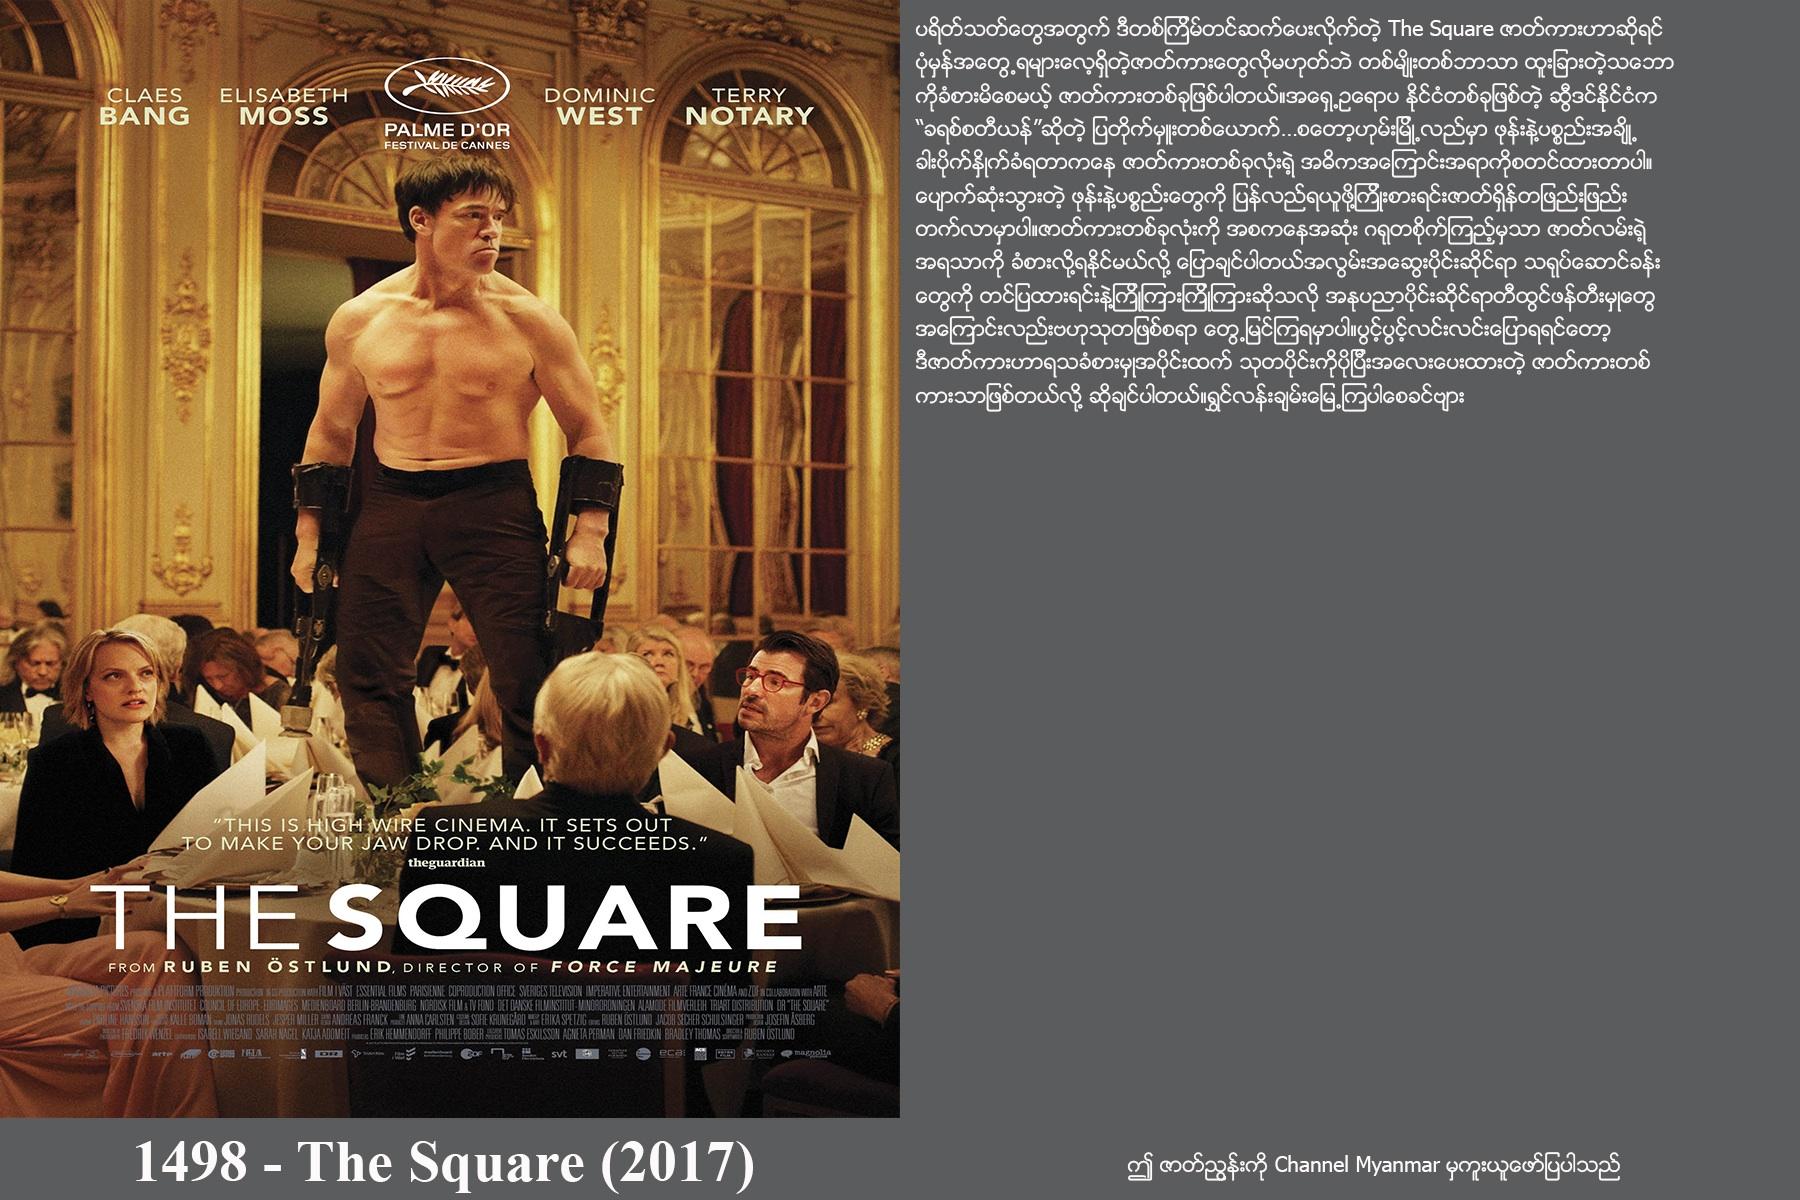 CLAES BANG
ELISABETH MOSS
PALME D'OR
FESTIVAL DE CANNES
DOMINIC WEST
TERRY NOTARY
“THIS IS HIGH WIRE CINEMA. IT SETS OUT
TO MAKE YOUR JAW DROP. AND IT SUCCEEDS.”
theguardian
THE SQUARE
FROM RUBEN ÖSTLUND, DIRECTOR OF FORCE MAJEURE
1498 - The Square (2017)
ပရိတ်သတ်တွေအတွက် ဒီတစ်ကြိမ်တင်ဆက်ပေးလိုက်တဲ့ The Square ဇာတ်ကားဟာဆိုရင်
ပုံမှန်အတွေ့ရများလေ့ရှိတဲ့ဇာတ်ကားတွေလိုမဟုတ်ဘဲ တစ်မျိုးတစ်ဘာသာ ထူးခြားတဲ့သဘော
ကိုခံစားမိစေမယ့် ဇာတ်ကားတစ်ခုဖြစ်ပါတယ်။အရှေ့ဥရောပ နိုင်ငံတစ်ခုဖြစ်တဲ့ ဆွီဒင်နိုင်ငံက
“ခရစ်စတီယန်”ဆိုတဲ့ ပြတိုက်မှူးတစ်ယောက်...စတော့ဟုမ်းမြို့လည်မှာ ဖုန်းနဲ့ပစ္စည်းအချို့
ခါးပိုက်နှိုက်ခံရတာကနေ ဇာတ်ကားတစ်ခုလုံးရဲ့ အဓိကအကြောင်းအရာကိုစတင်ထားတာပါ။
ပျောက်ဆုံးသွားတဲ့ ဖုန်းနဲ့ပစ္စည်းတွေကို ပြန်လည်ရယူဖို့ကြိုးစားရင်းဇာတ်ရှိန်တဖြည်းဖြည်း
တက်လာမှာပါ။ဇာတ်ကားတစ်ခုလုံးကို အစကနေအဆုံး ဂရုတစိုက်ကြည့်မှသာ ဇာတ်လမ်းရဲ့
အရသာကို ခံစားလို့ရနိုင်မယ်လို့ ပြောချင်ပါတယ်အလွမ်းအဆွေးပိုင်းဆိုင်ရာ သရုပ်ဆောင်ခန်း
တွေကို တင်ပြထားရင်းနဲ့ကြိုကြားကြိုကြားဆိုသလို အနုပညာပိုင်းဆိုင်ရာတီထွင်ဖန်တီးမှုတွေ
အကြောင်းလည်းဗဟုသုတဖြစ်စရာ တွေ့မြင်ကြရမှာပါ။ပွင့်ပွင့်လင်းလင်းပြောရရင်တော့
ဒီဇာတ်ကားဟာရသခံစားမှုအပိုင်းထက် သုတပိုင်းကိုပိုပြီးအလေးပေးထားတဲ့ ဇာတ်ကားတစ်
ကားသာဖြစ်တယ်လို့ ဆိုချင်ပါတယ်။ရွှင်လန်းချမ်းမြေ့ကြပါစေခင်ဗျား
ဤ ဇာတ်ညွှန်းကို Channel Myanmar မှကူးယူဖော်ပြပါသည်